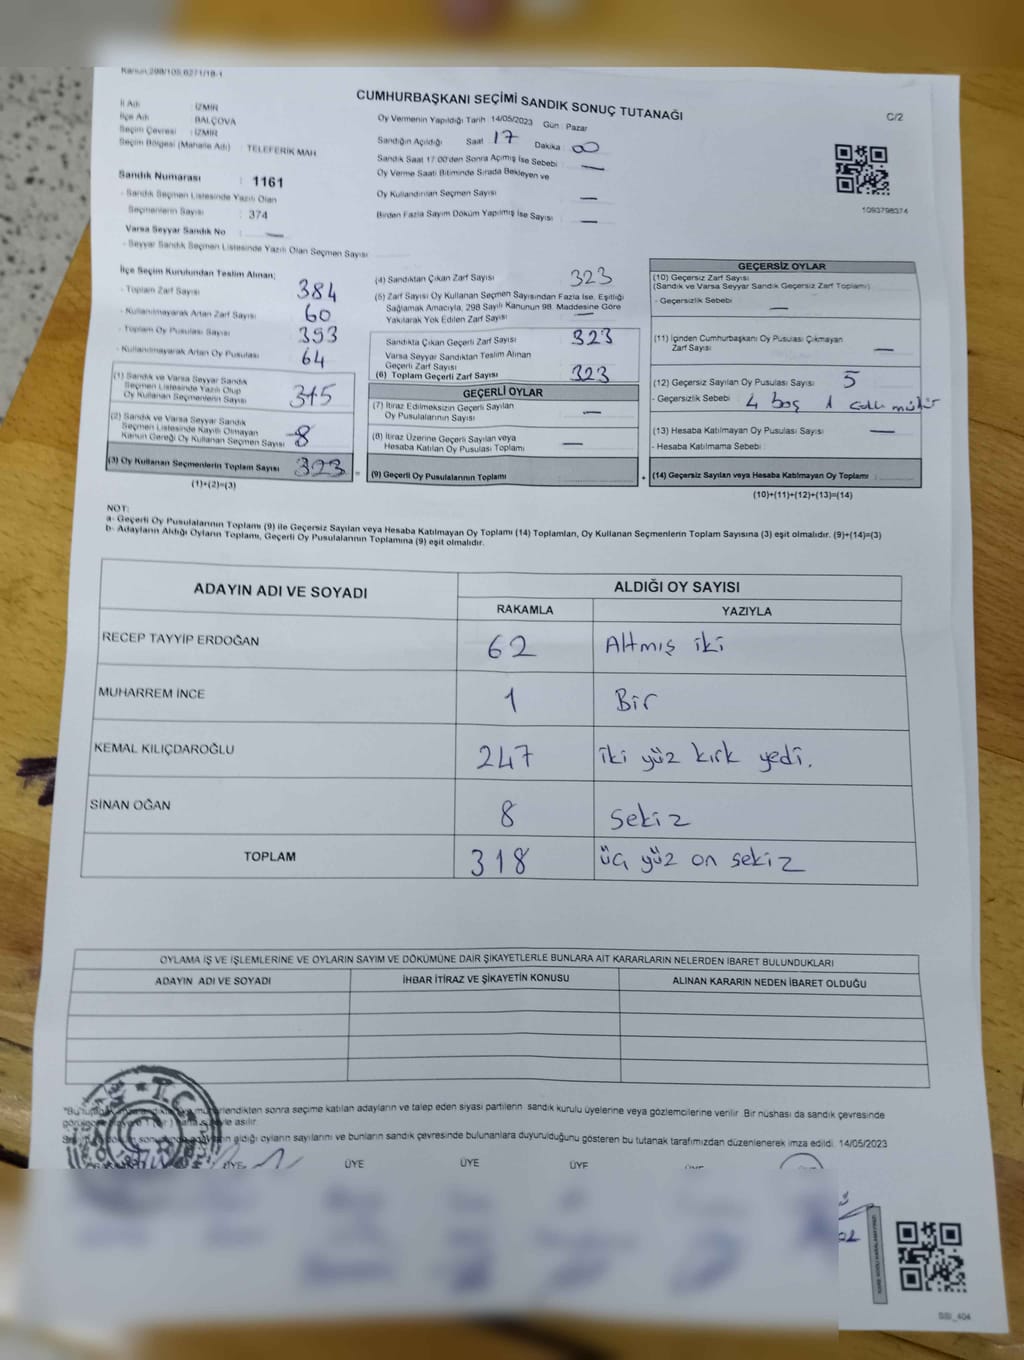 Kanun:298/105,6271/18-1
CUMHURBAŞKANI SEÇİMİ SANDIK SONUÇ TUTANAĞI
C/2
İl Adı : İZMİR
İlçe Adı : BALÇOVA
Seçim Çevresi : İZMİR
Seçim Bölgesi (Mahalle Adı) : TELEFERİK MAH
Sandık Numarası : 1161
- Sandık Seçmen Listesinde Yazılı Olan
Seçmenlerin Sayısı : 374
Varsa Seyyar Sandık No : —
- Seyyar Sandık Seçmen Listesinde Yazılı Olan Seçmen Sayısı
Oy Vermenin Yapıldığı Tarih :14/05/2023 Gün : Pazar
Sandığın Açıldığı Saat : 17 Dakika : 00
Sandık Saat 17:00'den Sonra Açmış İse Sebebi : —
Oy Verme Saati Bitiminde Sırada Bekleyen ve
Oy Kullandırılan Seçmen Sayısı : —
Birden Fazla Sayım Döküm Yapılmış İse Sayısı : —
1093798374
İlçe Seçim Kurulundan Teslim Alınan;
- Toplam Zarf Sayısı : 384
- Kullanılmayarak Artan Zarf Sayısı : 60
- Toplam Oy Pusulası Sayısı : 393
- Kullanılmayarak Artan Oy Pusulası : 64
(1) Sandık ve Varsa Seyyar Sandık
Seçmen Listesinde Yazılı Olup
Oy Kullanan Seçmenlerin Sayısı : 315
(2) Sandık ve Varsa Seyyar Sandık
Seçmen Listesinde Kayıtlı Olmayan
Kanun Gereği Oy Kullanan Seçmen Sayısı : 8
(3) Oy Kullanan Seçmenlerin Toplam Sayısı : 323
(1)+(2)=(3)
(4) Sandıktan Çıkan Zarf Sayısı : 323
(5) Zarf Sayısı Oy Kullanan Seçmen Sayısından Fazla İse, Eşitliği
Sağlamak Amacıyla, 298 Sayılı Kanunun 98. Maddesine Göre
Yakılarak Yok Edilen Zarf Sayısı : —
Sandıkta Çıkan Geçerli Zarf Sayısı : 323
Varsa Seyyar Sandıktan Teslim Alınan
Geçerli Zarf Sayısı
(6) Toplam Geçerli Zarf Sayısı : 323
GEÇERLİ OYLAR
(7) İtiraz Edilmeksizin Geçerli Sayılan
Oy Pusulalarının Sayısı : —
(8) İtiraz Üzerine Geçerli Sayılan veya
Hesaba Katılan Oy Pusulası Toplamı : —
= (9) Geçerli Oy Pusulalarının Toplamı
GEÇERSİZ OYLAR
(10) Geçersiz Zarf Sayısı
(Sandık ve Varsa Seyyar Sandık Geçersiz Zarf Toplamı)
- Geçersizlik Sebebi : —
(11) İçinden Cumhurbaşkanı Oy Pusulası Çıkmayan
Zarf Sayısı : —
(12) Geçersiz Sayılan Oy Pusulası Sayısı : 5
- Geçersizlik Sebebi : 4 boş 1 mühür
(13) Hesaba Katılmayan Oy Pusulası Sayısı : —
- Hesaba Katılmama Sebebi :
+ (14) Geçersiz Sayılan veya Hesaba Katılmayan Oy Toplamı :
(10)+(11)+(12)+(13)=(14)
NOT:
a- Geçerli Oy Pusulalarının Toplamı (9) ile Geçersiz Sayılan veya Hesaba Katılmayan Oy Toplamı (14) Toplamları, Oy Kullanan Seçmenlerin Toplam Sayısına (3) eşit olmalıdır. (9)+(14)=(3)
b- Adayların Aldığı Oyların Toplamı, Geçerli Oy Pusulalarının Toplamına (9) eşit olmalıdır.
ADAYIN ADI VE SOYADI
ALDIĞI OY SAYISI
RAKAMLA YAZIYLA
RECEP TAYYİP ERDOĞAN 62 Altmış iki
MUHARREM İNCE 1 Bir
KEMAL KILIÇDAROĞLU 247 iki yüz kırk yedi.
SİNAN OĞAN 8 Sekiz
TOPLAM 318 üç yüz on sekiz
OYLAMA İŞ VE İŞLEMLERİNE VE OYLARIN SAYIM VE DÖKÜMÜNE DAİR ŞİKAYETLERLE BUNLARA AİT KARARLARIN NELERDEN İBARET BULUNDUKLARI
ADAYIN ADI VE SOYADI İHBAR İTİRAZ VE ŞİKAYETİN KONUSU ALINAN KARARIN NEDEN İBARET OLDUĞU
T.C.
mühürlendikten sonra seçime katılan adayların ve talep eden siyasi partilerin sandık kurulu üyelerine veya gözlemcilerine verilir. Bir nüshası da sandık çevresinde
asılır.
aldığı oyların sayılarını ve bunların sandık çevresinde bulunanlara duyurulduğunu gösteren bu tutanak tarafımızdan düzenlenerek imza edildi. 14/05/2023
ÜYE ÜYE ÜYE ÜYE
SSI_404